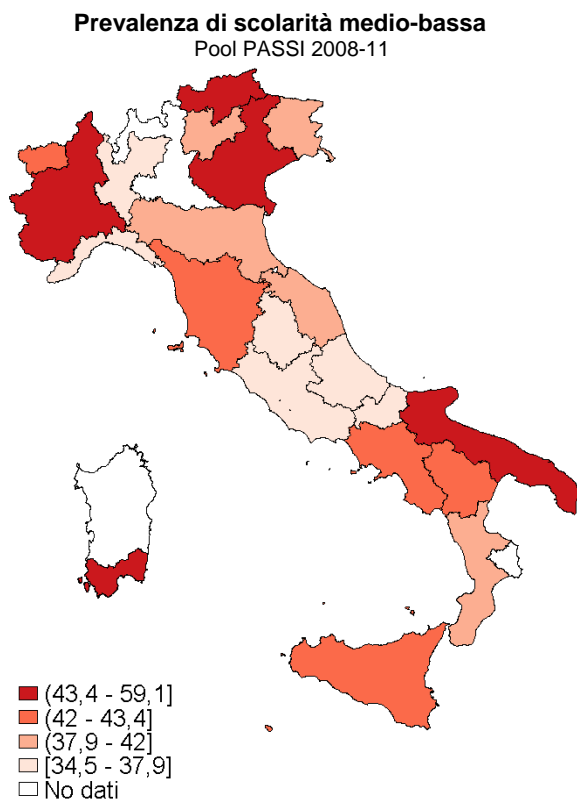 Prevalenza di scolarità medio-bassa
Pool PASSI 2008-11
(43,4 - 59,1]
(42 - 43,4]
(37,9 - 42]
[34,5 - 37,9]
No dati